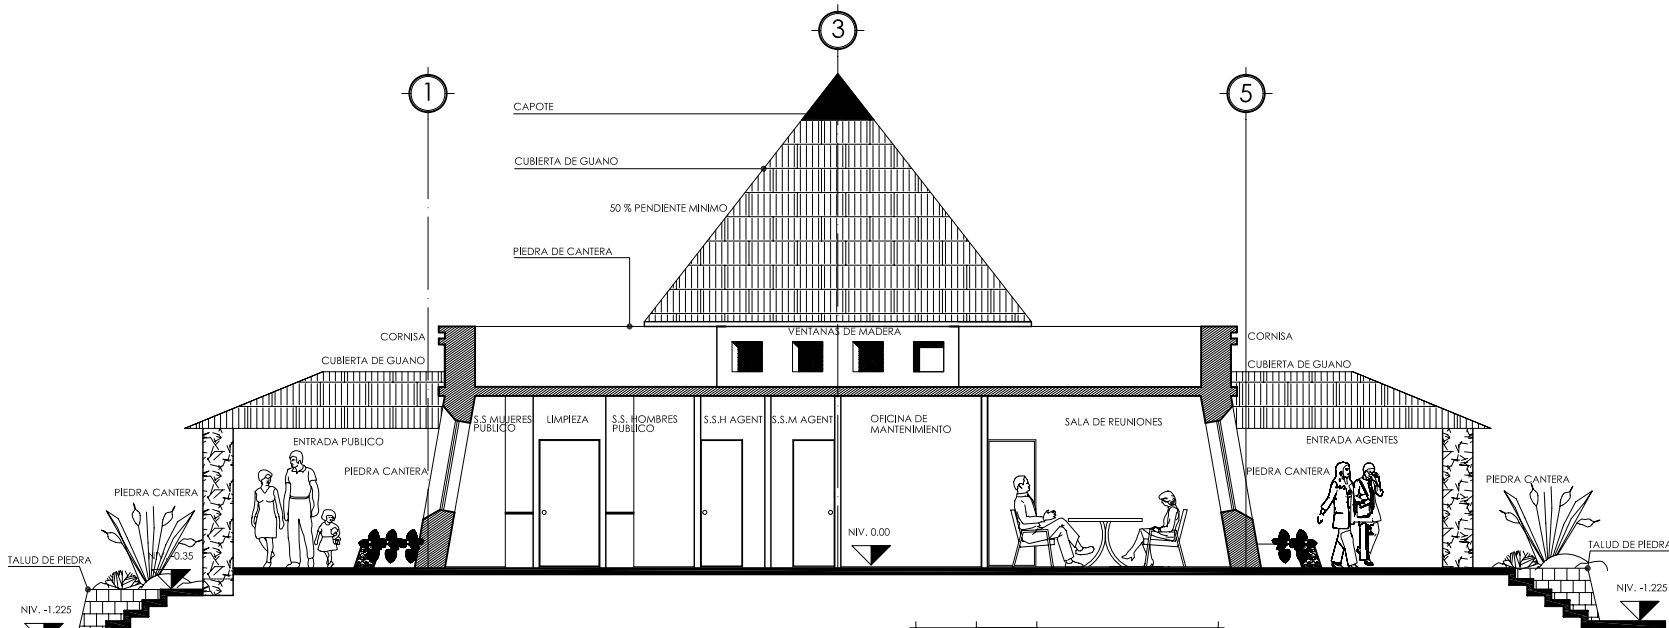 3
1
5
CAPOTE
CUBIERTA DE GUANO
50 % PENDIENTE MINIMO
PIEDRA DE CANTERA
CORNISA
VENTANAS DE MADERA
CORNISA
CUBIERTA DE GUANO
CUBIERTA DE GUANO
S.S MUJERES
PUBLICO
LIMPIEZA
S.S. HOMBRES
PUBLICO
S.S.H AGENT
S.S.M AGENT
OFICINA DE
MANTENIMIENTO
SALA DE REUNIONES
ENTRADA PUBLICO
ENTRADA AGENTES
PIEDRA CANTERA
PIEDRA CANTERA
PIEDRA CANTERA
PIEDRA CANTERA
NIV. 0.00
NIV. -0.35
TALUD DE PIEDRA
TALUD DE PIEDRA
NIV. -1.225
NIV. -1.225